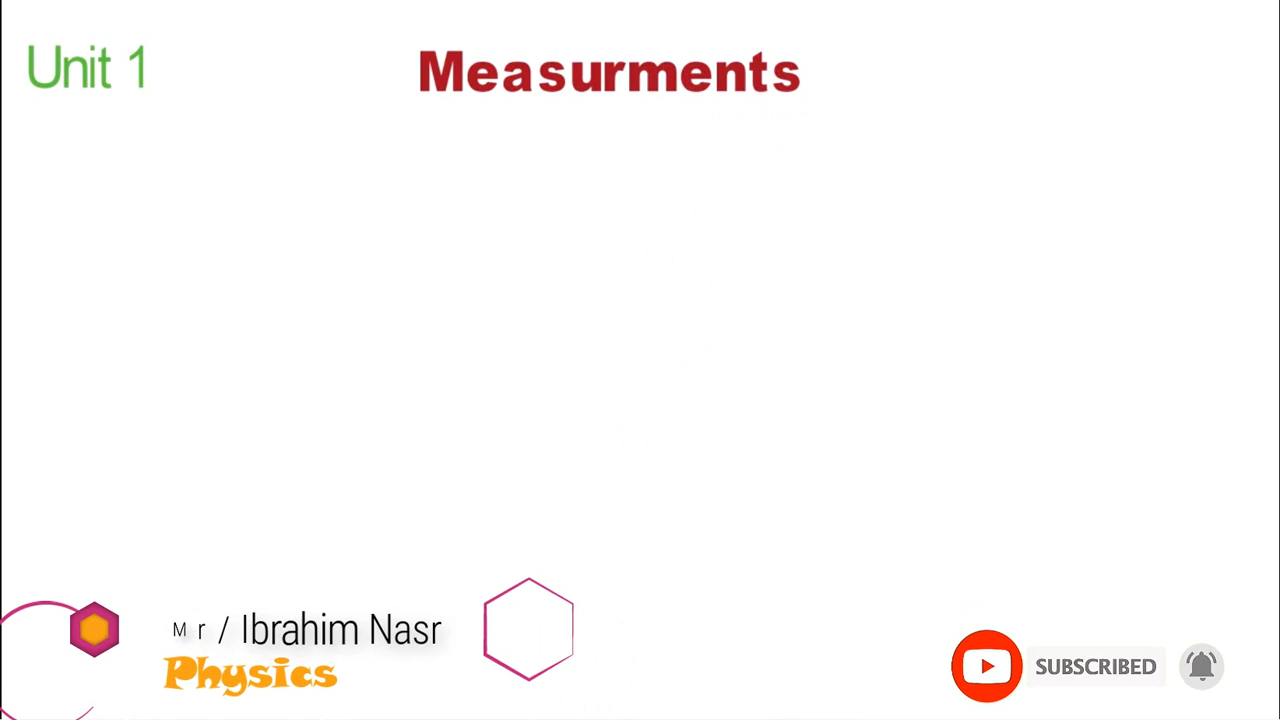 Unit 1
Measurments
Mr / Ibrahim Nasr
Physics
SUBSCRIBED